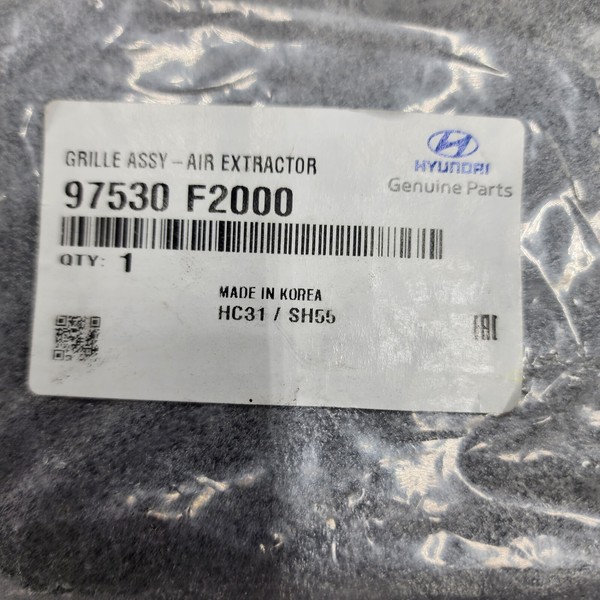 GRILLE ASSY - AIR EXTRACTOR
97530 F2000
HYUNDAI
Genuine Parts
QTY: 1
MADE IN KOREA
HC31 / SH55
EAC